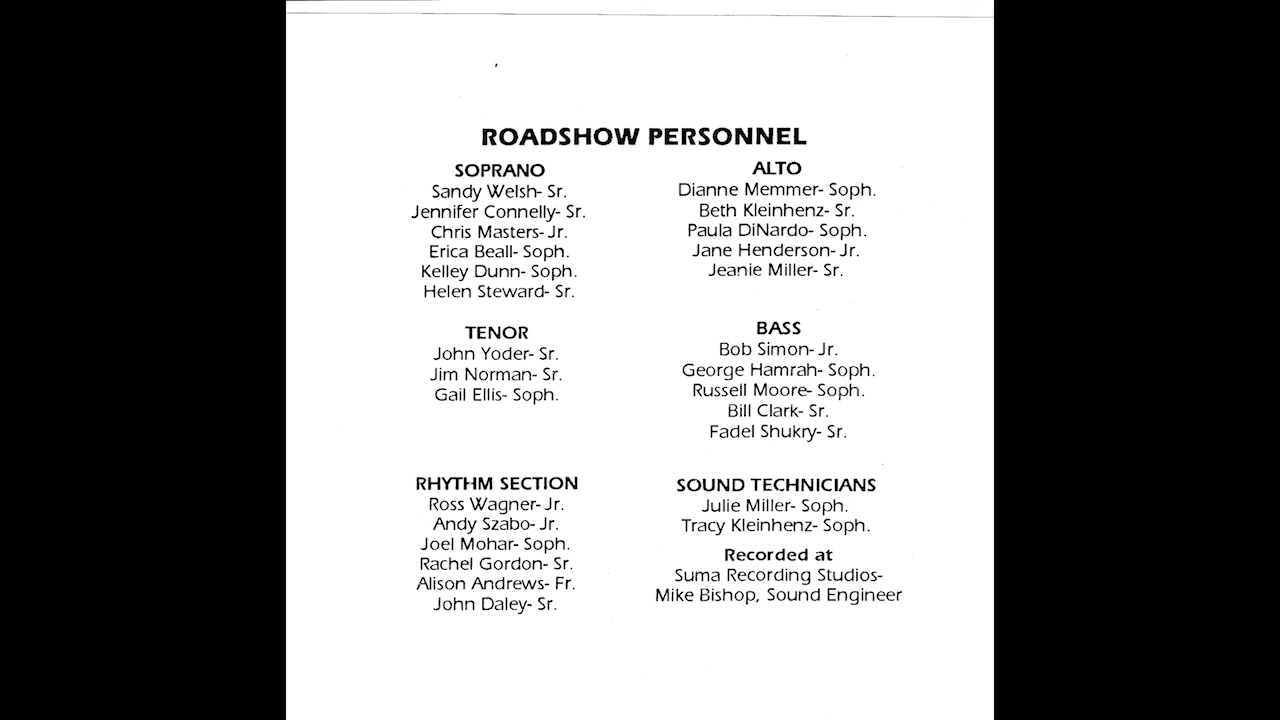 ROADSHOW PERSONNEL
SOPRANO
Sandy Welsh- Sr.
Jennifer Connelly- Sr.
Chris Masters- Jr.
Erica Beall- Soph.
Kelley Dunn- Soph.
Helen Steward- Sr.
ALTO
Dianne Memmer- Soph.
Beth Kleinhenz- Sr.
Paula DiNardo- Soph.
Jane Henderson- Jr.
Jeanie Miller- Sr.
TENOR
John Yoder- Sr.
Jim Norman- Sr.
Gail Ellis- Soph.
BASS
Bob Simon- Jr.
George Hamrah- Soph.
Russell Moore- Soph.
Bill Clark- Sr.
Fadel Shukry- Sr.
RHYTHM SECTION
Ross Wagner- Jr.
Andy Szabo- Jr.
Joel Mohar- Soph.
Rachel Gordon- Sr.
Alison Andrews- Fr.
John Daley- Sr.
SOUND TECHNICIANS
Julie Miller- Soph.
Tracy Kleinhenz- Soph.
Recorded at
Suma Recording Studios-
Mike Bishop, Sound Engineer